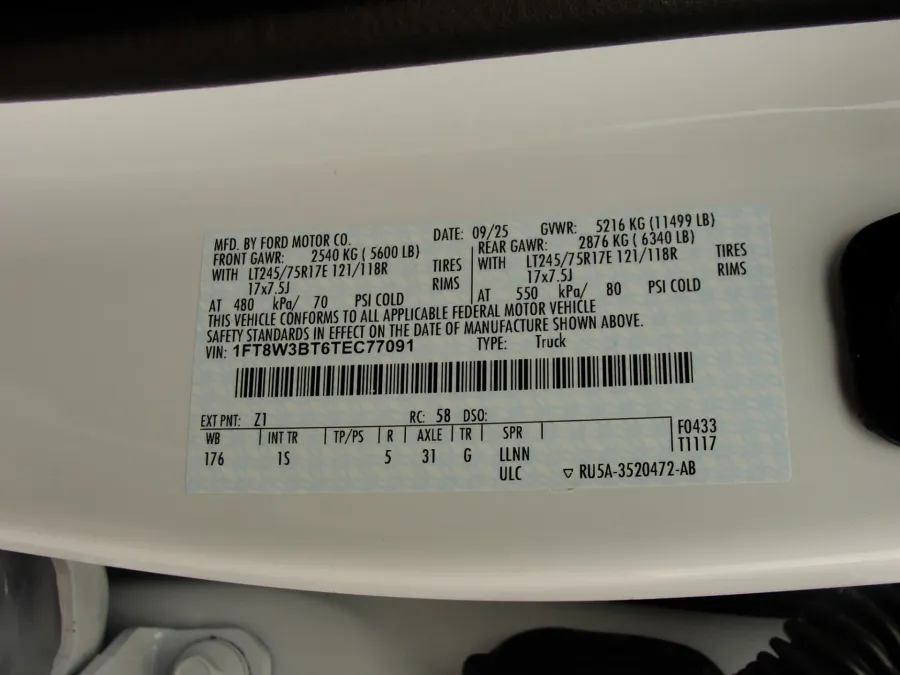 MFD. BY FORD MOTOR CO. DATE: 09/25 GVWR: 5216 KG (11499 LB)
FRONT GAWR: 2540 KG ( 5600 LB) REAR GAWR: 2876 KG ( 6340 LB)
WITH LT245/75R17E 121/118R TIRES WITH LT245/75R17E 121/118R TIRES
17x7.5J RIMS 17x7.5J RIMS
AT 480 kPa/ 70 PSI COLD AT 550 kPa/ 80 PSI COLD
THIS VEHICLE CONFORMS TO ALL APPLICABLE FEDERAL MOTOR VEHICLE
SAFETY STANDARDS IN EFFECT ON THE DATE OF MANUFACTURE SHOWN ABOVE.
VIN: 1FT8W3BT6TEC77091 TYPE: Truck
EXT PNT: Z1 RC: 58 DSO:
WB INT TR TP/PS R AXLE TR SPR F0433
176 1S 5 31 G LLNN T1117
ULC ▽ RU5A-3520472-AB